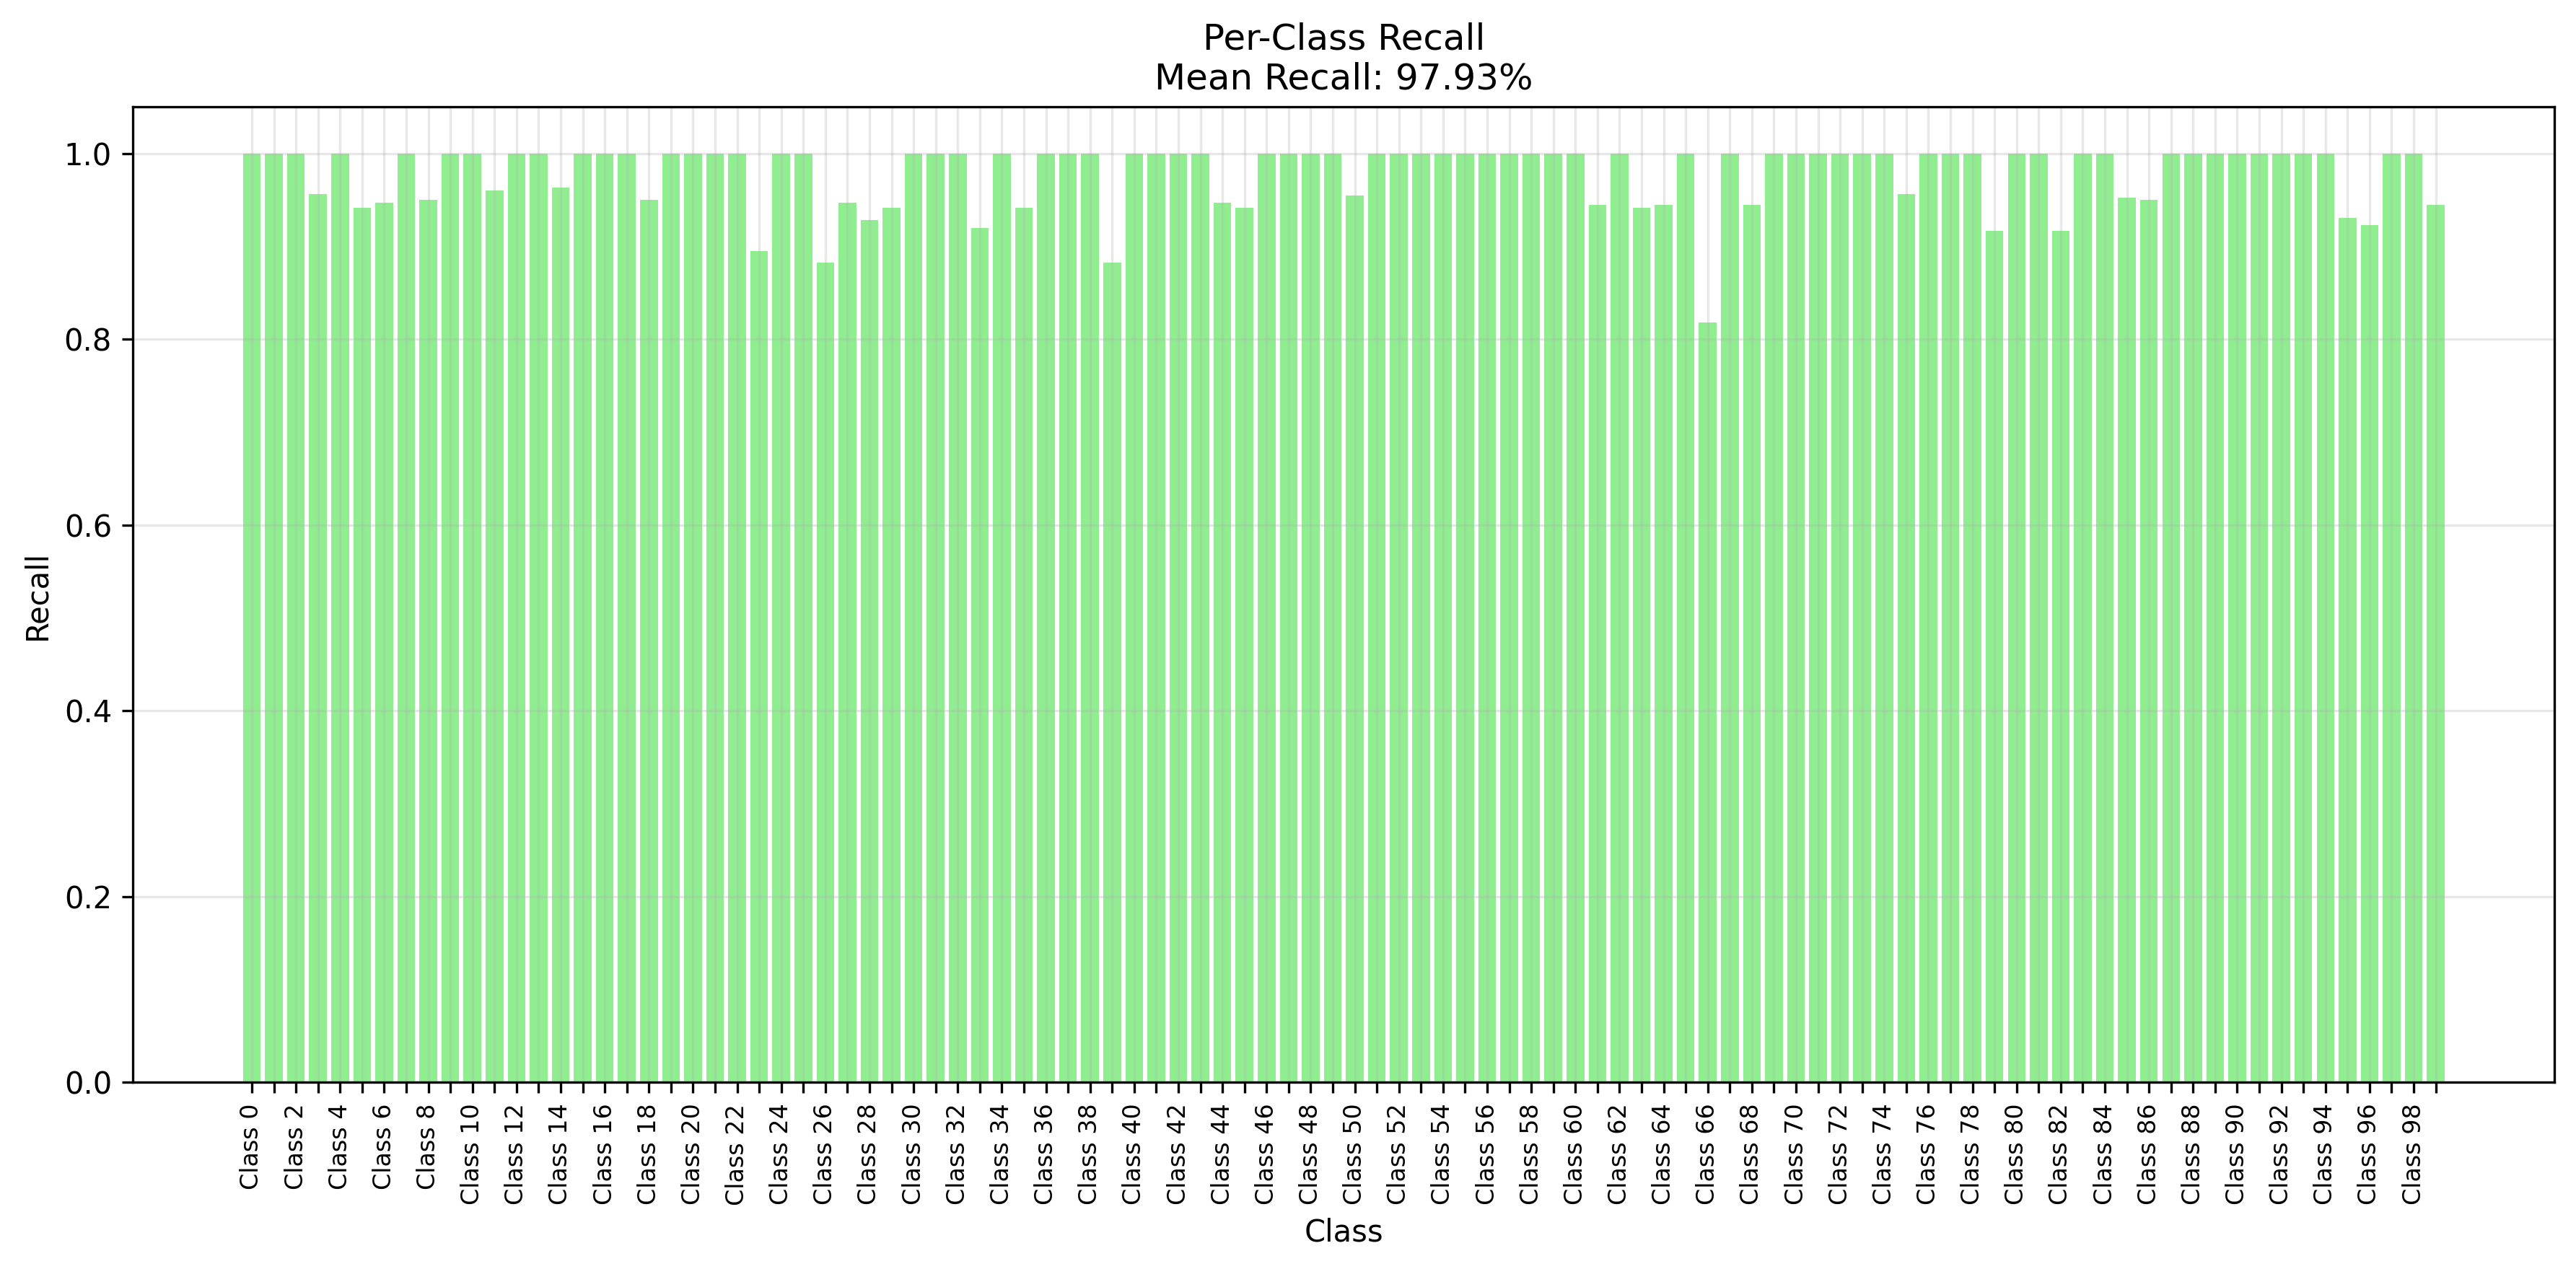 Per-Class Recall
Mean Recall: 97.93%
1.0
0.8
0.6
0.4
0.2
0.0
Recall
Class 0
Class 2
Class 4
Class 6
Class 8
Class 10
Class 12
Class 14
Class 16
Class 18
Class 20
Class 22
Class 24
Class 26
Class 28
Class 30
Class 32
Class 34
Class 36
Class 38
Class 40
Class 42
Class 44
Class 46
Class 48
Class 50
Class 52
Class 54
Class 56
Class 58
Class 60
Class 62
Class 64
Class 66
Class 68
Class 70
Class 72
Class 74
Class 76
Class 78
Class 80
Class 82
Class 84
Class 86
Class 88
Class 90
Class 92
Class 94
Class 96
Class 98
Class